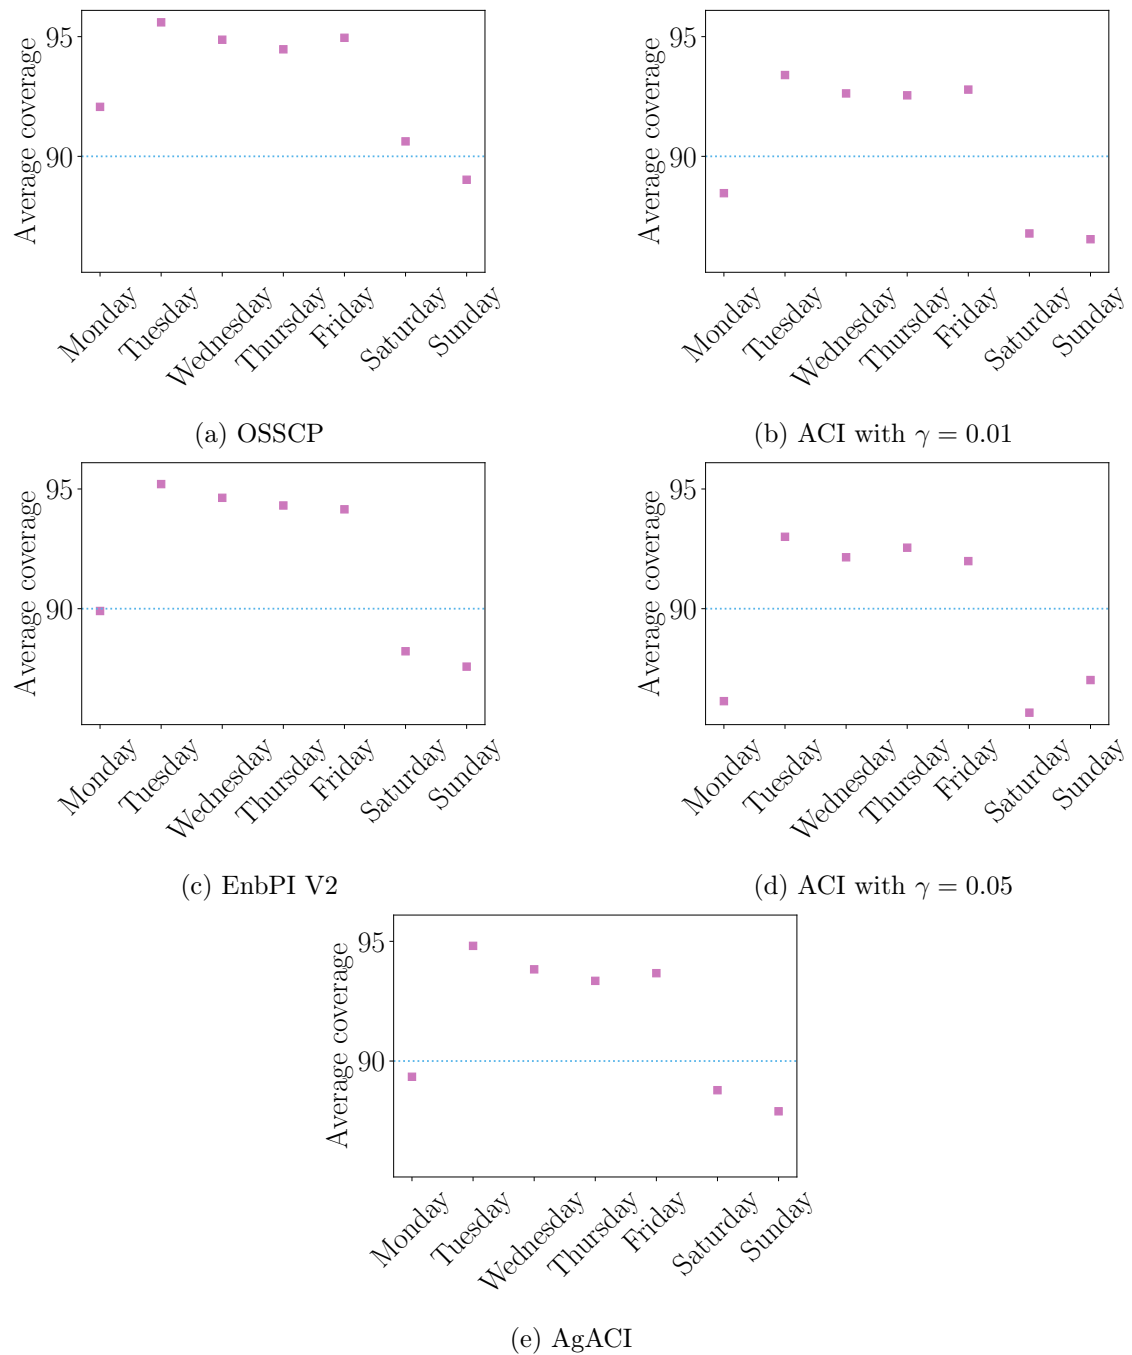 Average coverage
95
90
Monday
Tuesday
Wednesday
Thursday
Friday
Saturday
Sunday
(a) OSSCP
Average coverage
95
90
Monday
Tuesday
Wednesday
Thursday
Friday
Saturday
Sunday
(b) ACI with γ = 0.01
Average coverage
95
90
Monday
Tuesday
Wednesday
Thursday
Friday
Saturday
Sunday
(c) EnbPI V2
Average coverage
95
90
Monday
Tuesday
Wednesday
Thursday
Friday
Saturday
Sunday
(d) ACI with γ = 0.05
Average coverage
95
90
Monday
Tuesday
Wednesday
Thursday
Friday
Saturday
Sunday
(e) AgACI